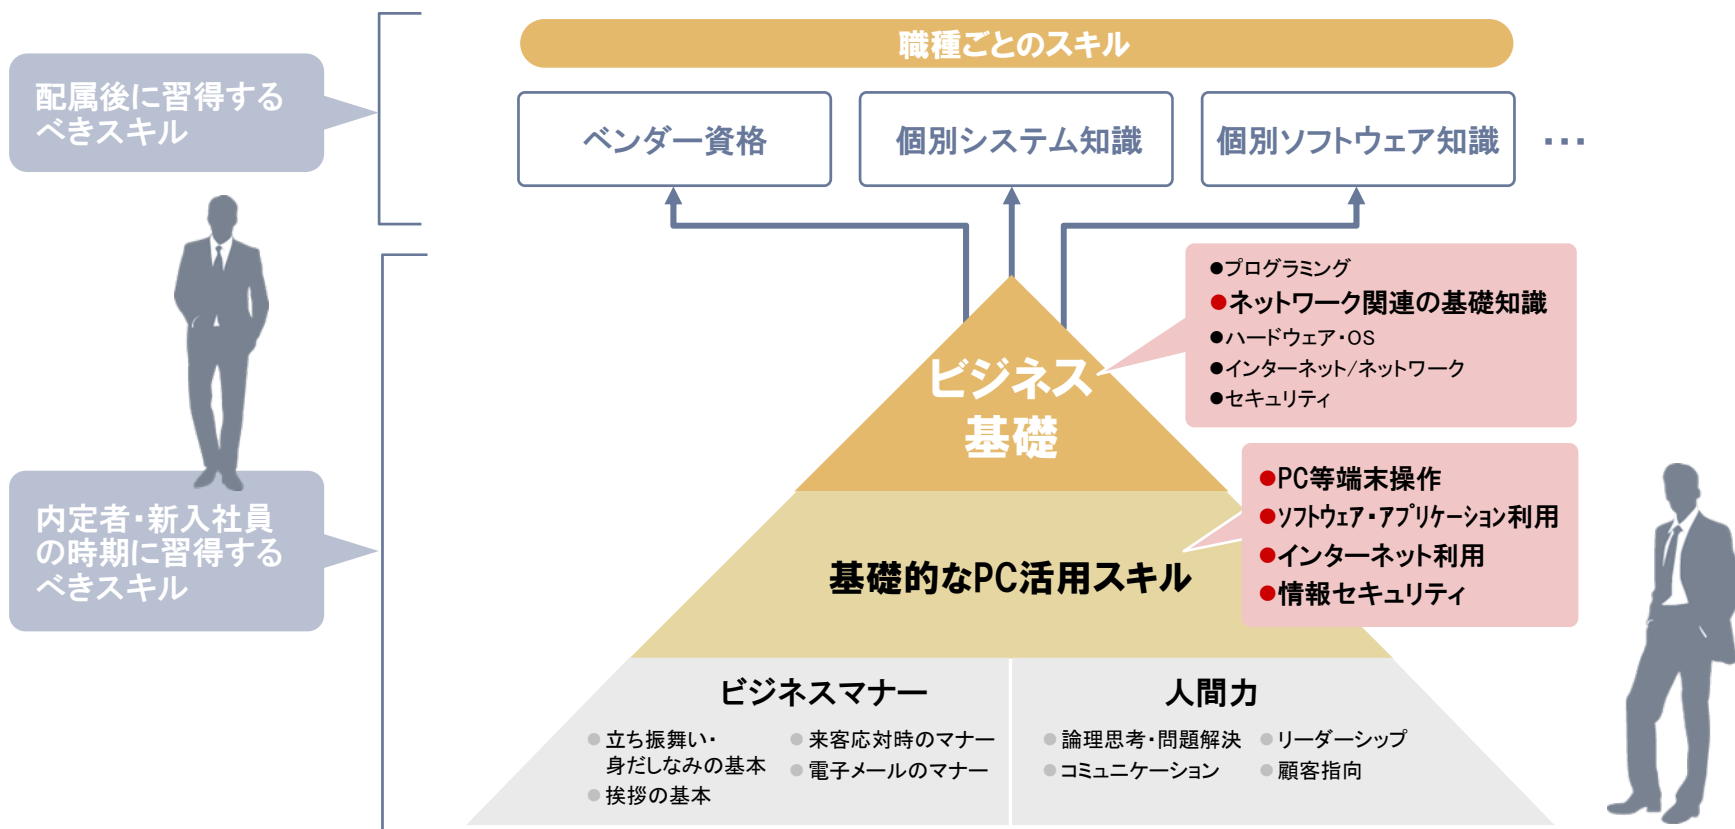 職種ごとのスキル
配属後に習得する
べきスキル
ベンダー資格
個別システム知識
個別ソフトウェア知識
…
●プログラミング
●ネットワーク関連の基礎知識
●ハードウェア・OS
●インターネット/ネットワーク
●セキュリティ
ビジネス
基礎
●PC等端末操作
●ソフトウェア・アプリケーション利用
●インターネット利用
●情報セキュリティ
内定者・新入社員
の時期に習得する
べきスキル
基礎的なPC活用スキル
ビジネスマナー
●立ち振舞い・
身だしなみの基本
●挨拶の基本
●来客応対時のマナー
●電子メールのマナー
人間力
●論理思考・問題解決
●コミュニケーション
●リーダーシップ
●顧客指向